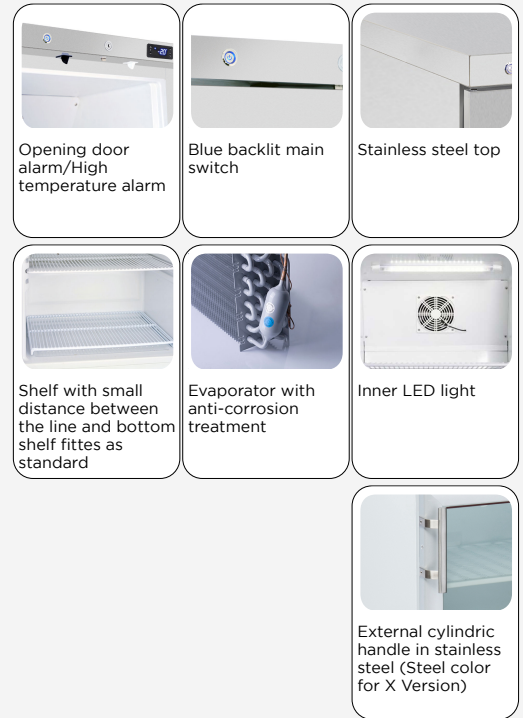 -20
Opening door
alarm/High
temperature alarm
Blue backlit main
switch
Stainless steel top
Shelf with small
distance between
the line and bottom
shelf fittes as
standard
Evaporator with
anti-corrosion
treatment
Inner LED light
External cylindric
handle in stainless
steel (Steel color
for X Version)